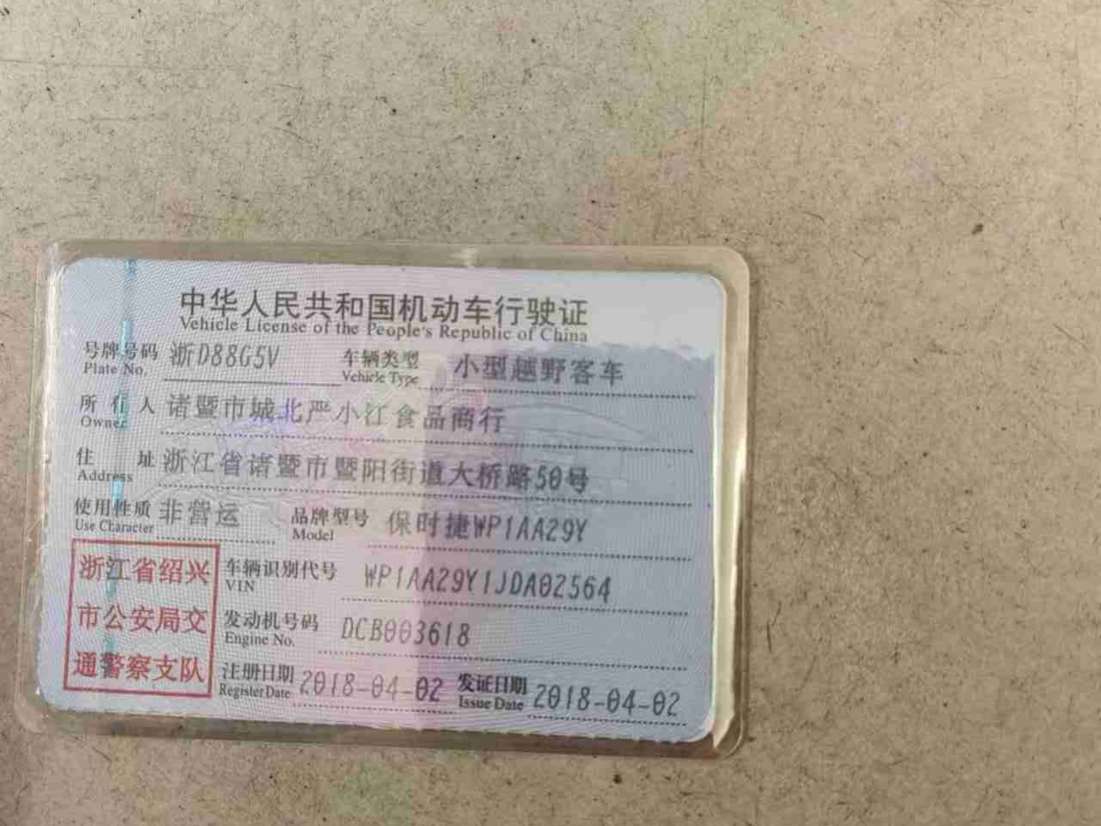 中华人民共和国机动车行驶证
Vehicle License of the People's Republic of China
号牌号码 浙D88G5V 车辆类型 小型越野客车
Plate No. Vehicle Type
所有人 诸暨市城北严小江食品商行
Owner
住址 浙江省诸暨市暨阳街道大桥路50号
Address
使用性质 非营运 品牌型号 保时捷WP1AA29Y
Use Character Model
浙江省绍兴
市公安局交
通警察支队
车辆识别代号 WP1AA29Y1JDA02564
VIN
发动机号码 DCB003618
Engine No.
注册日期 2018-04-02 发证日期 2018-04-02
Register Date Issue Date